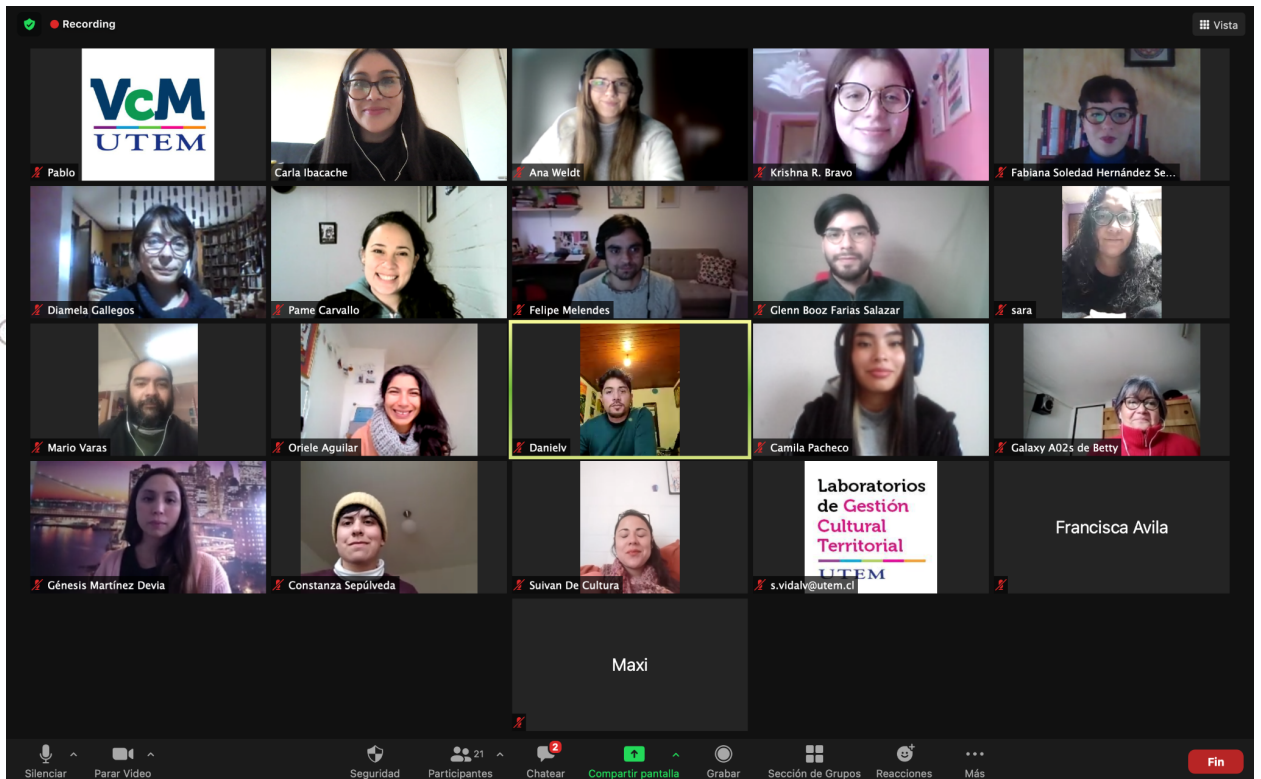 Recording
Vista
VcM
UTEM
Pablo
Carla Ibacache
Ana Weldt
Krishna R. Bravo
Fabiana Soledad Hernández Se...
Diamela Gallegos
Pame Carvallo
Felipe Melendes
Glenn Booz Farias Salazar
sara
Mario Varas
Oriele Aguilar
Danielv
Camila Pacheco
Galaxy A02s de Betty
Génesis Martínez Devia
Constanza Sepúlveda
Suivan De Cultura
Laboratorios
de Gestión
Cultural
Territorial
UTEM
s.vidalv@utem.cl
Francisca Avila
Maxi
Silenciar
Parar Video
Seguridad
21
Participantes
2
Chatear
Compartir pantalla
Grabar
Sección de Grupos
Reacciones
Más
Fin